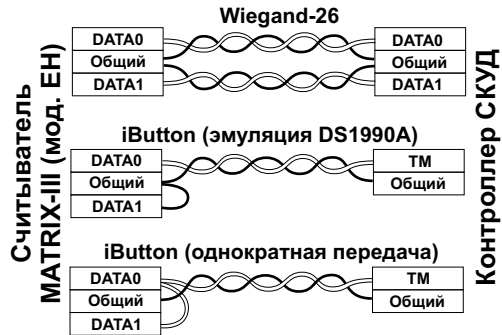 Wiegand-26
DATA0
Общий
DATA1
DATA0
Общий
DATA1
iButton (эмуляция DS1990A)
DATA0
Общий
DATA1
TM
Общий
iButton (однократная передача)
DATA0
Общий
DATA1
TM
Общий
Считыватель
MATRIX-III (мод. EH)
Контроллер СКУД